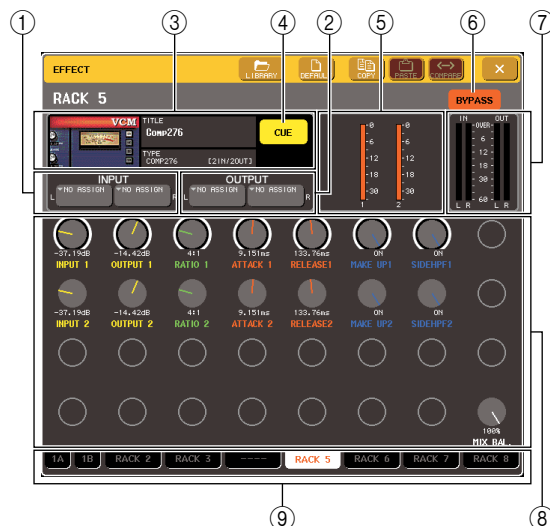 ① ③ ④ ② ⑤ ⑥ ⑦
EFFECT
LIBRARY
DEFAUL
COPY
PASTE
COMPARE
×
RACK 5
BYPASS
VCM
TITLE
COMP276
CUE
TYPE
COMP276 [2IN/2OUT]
0 0
6 6
12 12
18 18
30 30
1 2
IN OUT
OVER
6
12
18
30
60
L R L R
INPUT
L NO ASSIGN NO ASSIGN R
OUTPUT
L NO ASSIGN NO ASSIGN R
-37.19dB -14.42dB 4:1 9.151ms 133.76ms ON ON
INPUT 1 OUTPUT 1 RATIO 1 ATTACK 1 RELEASE1 MAKE UP1 SIDEHPF1
-37.19dB -14.42dB 4:1 9.151ms 133.76ms ON ON
INPUT 2 OUTPUT 2 RATIO 2 ATTACK 2 RELEASE2 MAKE UP2 SIDEHPF2
100%
MIX BAL.
1A 1B RACK 2 RACK 3 ---- RACK 5 RACK 6 RACK 7 RACK 8
⑨ ⑧